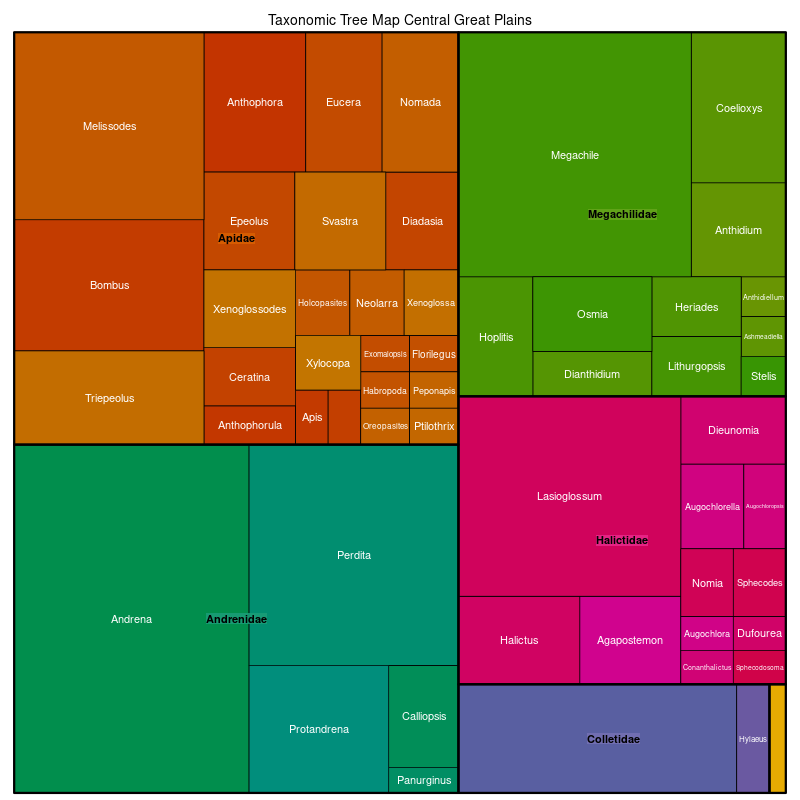 Taxonomic Tree Map Central Great Plains
Melissodes
Bombus
Triepeolus
Anthophora
Eucera
Nomada
Epeolus
Svastra
Diadasia
Apidae
Xenoglossodes
Holcopasites
Neolarra
Xenoglossa
Ceratina
Anthophorula
Xylocopa
Exomalopsis
Florilegus
Habropoda
Peponapis
Apis
Oreopasites
Ptilothrix
Megachile
Coelioxys
Anthidium
Megachilidae
Hoplitis
Osmia
Dianthidium
Heriades
Lithurgopsis
Anthidiellum
Ashmeadiella
Stelis
Andrena
Perdita
Andrenidae
Protandrena
Calliopsis
Panurginus
Lasioglossum
Dieunomia
Augochlorella
Augochloropsis
Halictidae
Nomia
Sphecodes
Halictus
Agapostemon
Augochlora
Dufourea
Conanthalictus
Sphecodosoma
Colletidae
Hylaeus